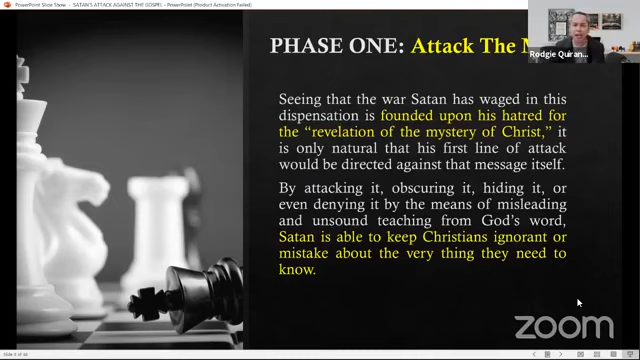 PowerPoint Slide Show - SATAN'S ATTACK AGAINST THE GOSPEL - PowerPoint (Product Activation Failed)
PHASE ONE: Attack The
Rodgie Quiran...
Seeing that the war Satan has waged in this
dispensation is founded upon his hatred for
the “revelation of the mystery of Christ,” it
is only natural that his first line of attack
would be directed against that message itself.
By attacking it, obscuring it, hiding it, or
even denying it by the means of misleading
and unsound teaching from God’s word,
Satan is able to keep Christians ignorant or
mistake about the very thing they need to
know.
zoom